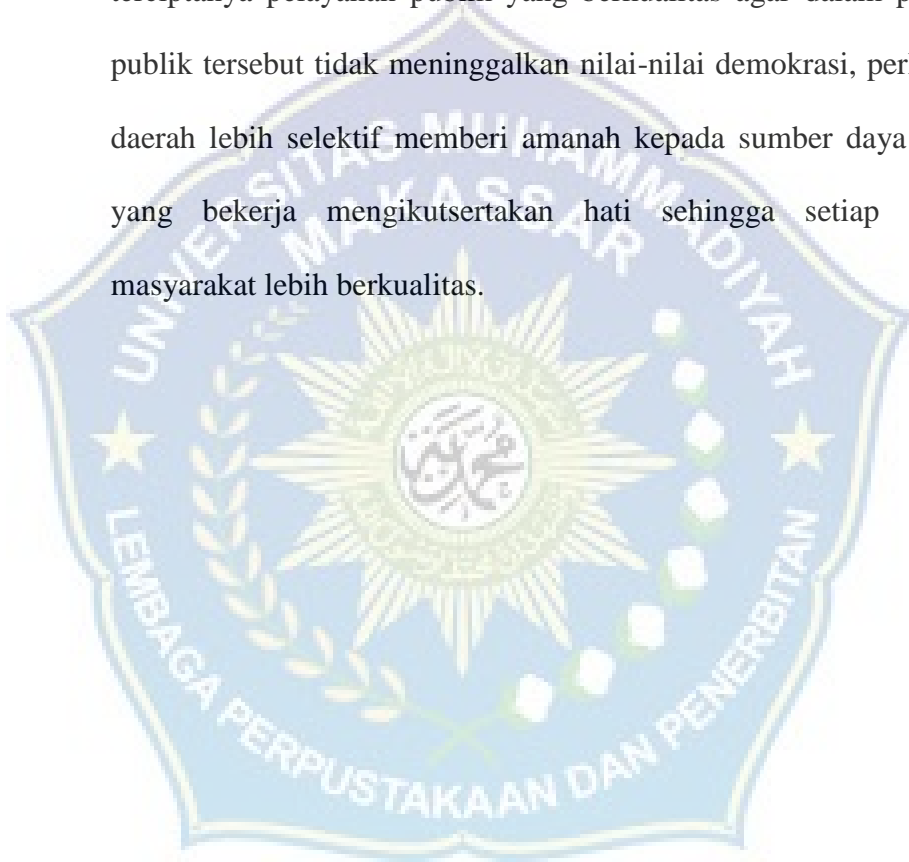 publik tersebut tidak meninggalkan nilai-nilai demokrasi,
daerah lebih selektif memberi amanah kepada sumber daya
yang bekerja mengikutsertakan hati sehingga setiap
masyarakat lebih berkualitas.
UNIVERSITAS MUHAMMADIYAH
MAKASSAR
LEMBAGA PERPUSTAKAAN DAN PENERBITAN